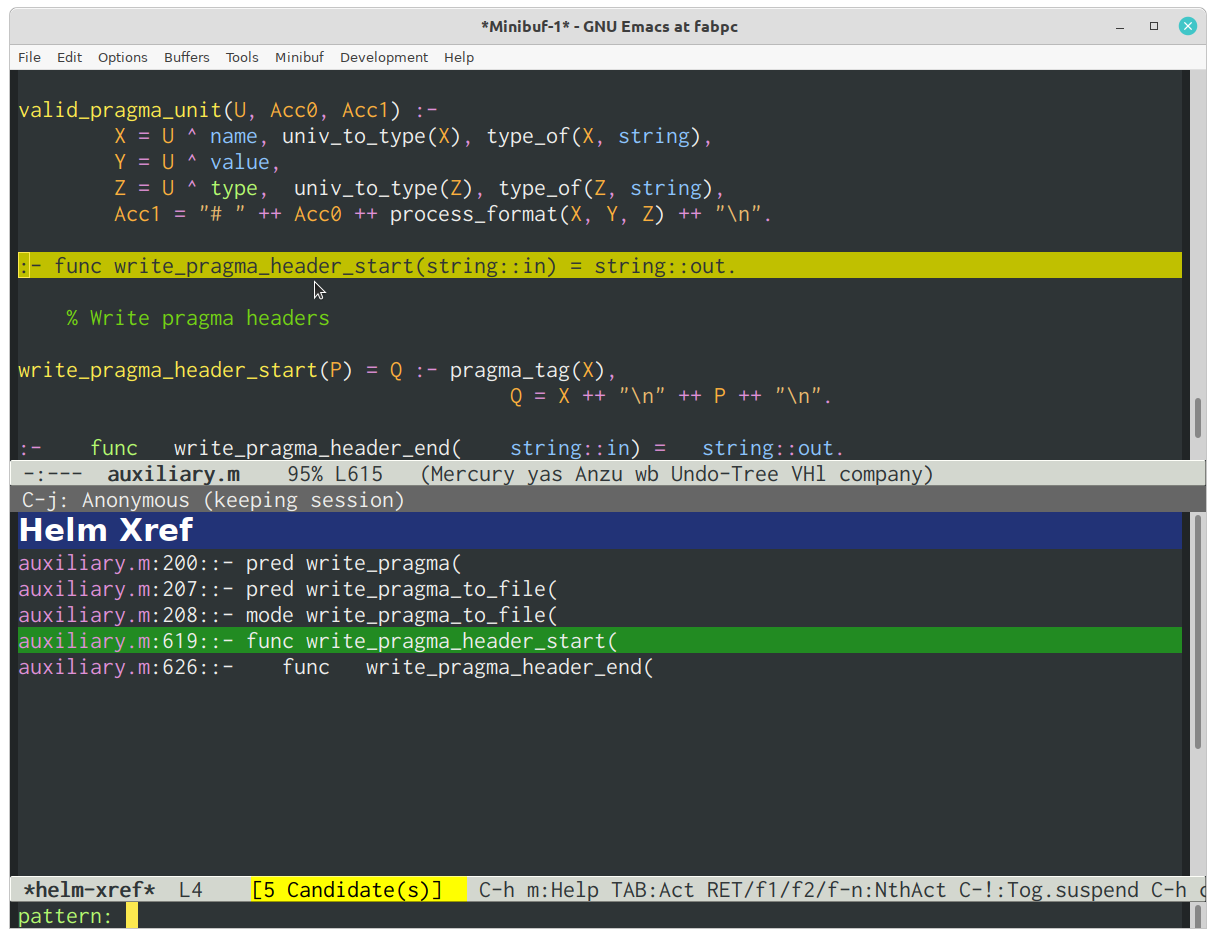 *Minibuf-1* - GNU Emacs at fabpc
File Edit Options Buffers Tools Minibuf Development Help
valid_pragma_unit(U, Acc0, Acc1) :-
        X = U ^ name, univ_to_type(X), type_of(X, string),
        Y = U ^ value,
        Z = U ^ type,  univ_to_type(Z), type_of(Z, string),
        Acc1 = "# " ++ Acc0 ++ process_format(X, Y, Z) ++ "\n".
:- func write_pragma_header_start(string::in) = string::out.
    % Write pragma headers
write_pragma_header_start(P) = Q :- pragma_tag(X),
                                         Q = X ++ "\n" ++ P ++ "\n".
:-    func   write_pragma_header_end(    string::in) =   string::out.
-:---  auxiliary.m    95% L615   (Mercury yas Anzu wb Undo-Tree VHl company)
C-j: Anonymous (keeping session)
Helm Xref
auxiliary.m:200::- pred write_pragma(
auxiliary.m:207::- pred write_pragma_to_file(
auxiliary.m:208::- mode write_pragma_to_file(
auxiliary.m:619::- func write_pragma_header_start(
auxiliary.m:626::-    func   write_pragma_header_end(
*helm-xref*  L4    [5 Candidate(s)]   C-h m:Help TAB:Act RET/f1/f2/f-n:NthAct C-!:Tog.suspend C-h
pattern: